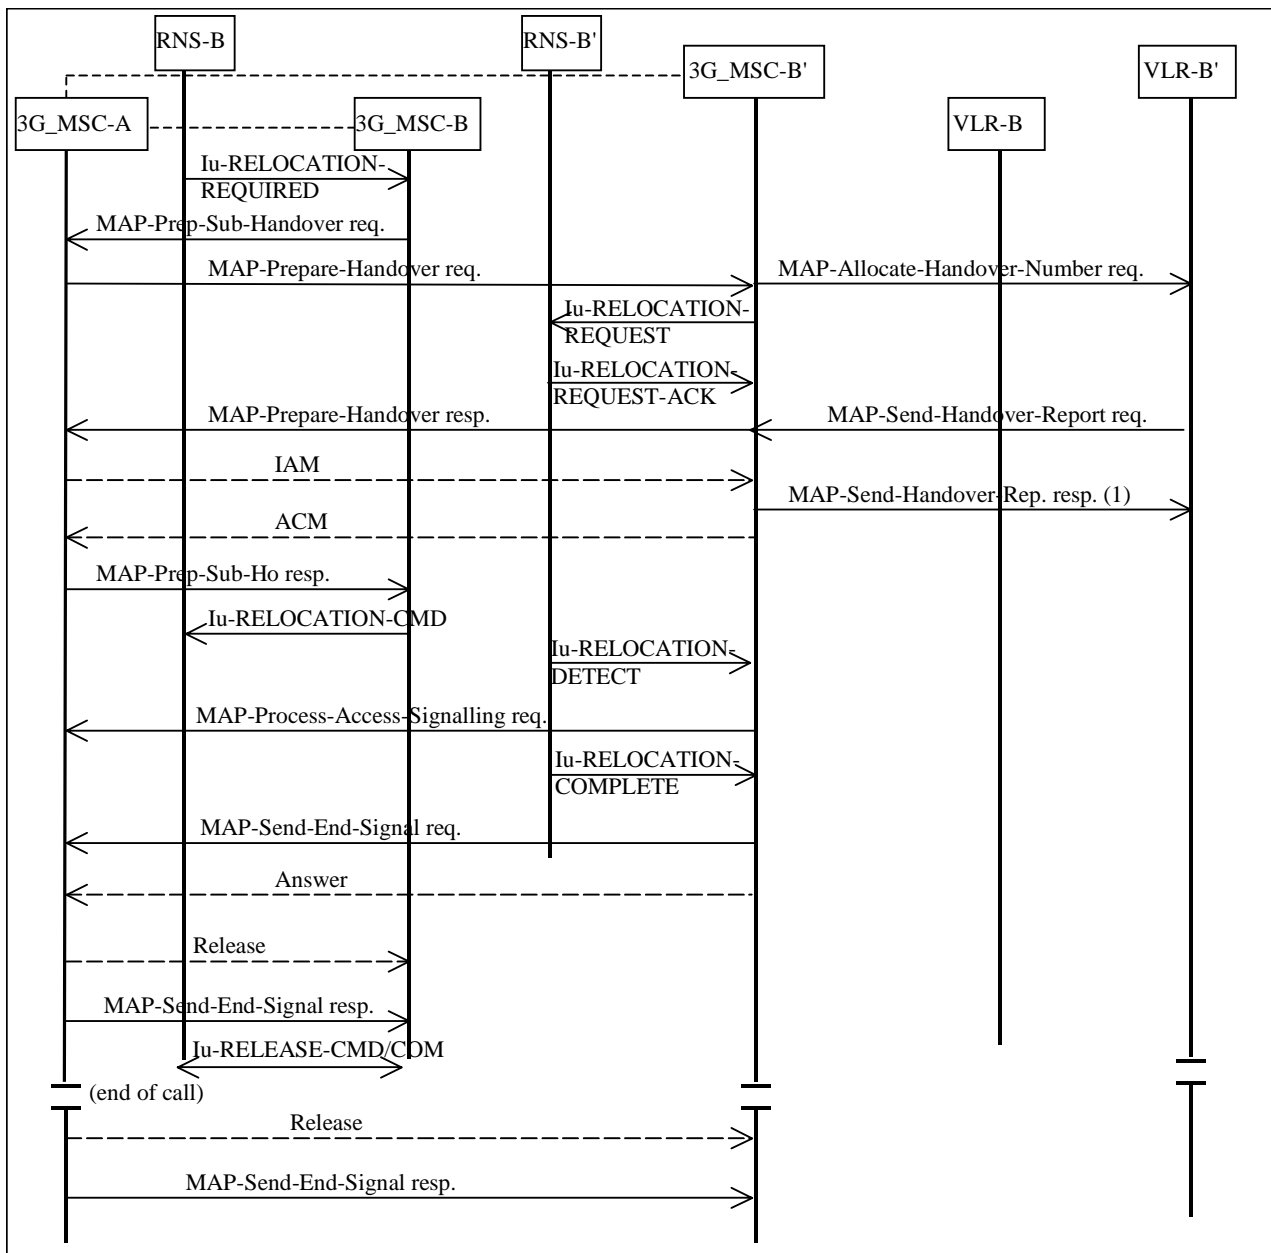 RNS-B
RNS-B'
3G_MSC-B'
VLR-B'
3G_MSC-A
3G_MSC-B
VLR-B
Iu-RELOCATION-
REQUIRED
MAP-Prep-Sub-Handover req.
MAP-Prepare-Handover req.
MAP-Allocate-Handover-Number req.
Iu-RELOCATION-
REQUEST
Iu-RELOCATION-
REQUEST-ACK
MAP-Prepare-Handover resp.
MAP-Send-Handover-Report req.
IAM
MAP-Send-Handover-Rep. resp. (1)
ACM
MAP-Prep-Sub-Ho resp.
Iu-RELOCATION-CMD
Iu-RELOCATION-
DETECT
MAP-Process-Access-Signalling req.
Iu-RELOCATION-
COMPLETE
MAP-Send-End-Signal req.
Answer
Release
MAP-Send-End-Signal resp.
Iu-RELEASE-CMD/COM
(end of call)
Release
MAP-Send-End-Signal resp.